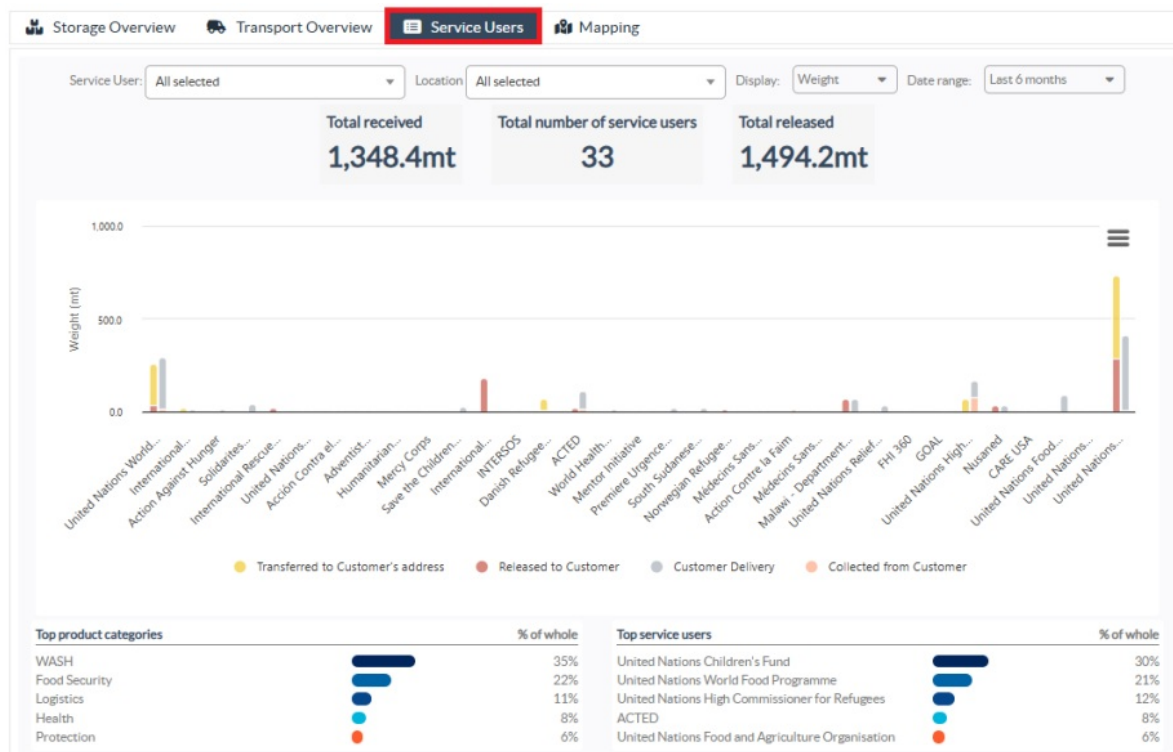 Storage Overview Transport Overview Service Users Mapping
Service User: All selected Location All selected Display: Weight Date range: Last 6 months
Total received Total number of service users Total released
1,348.4mt 33 1,494.2mt
1,000.0
500.0
0.0
Weight (mt)
United Nations World...
International...
Action Against Hunger
Solidarites...
International Rescue...
United Nations...
Acción Contra el...
Adventist...
Humanitarian...
Mercy Corps
Save the Children...
International...
INTERSOS
Danish Refugee...
ACTED
World Health...
Mentor Initiative
Premiere Urgence...
South Sudanese...
Norwegian Refugee...
Médecins Sans...
Action Contre la Faim
Médecins Sans...
Malawi - Department...
United Nations Relief...
FHI 360
GOAL
United Nations High...
Nusaned
CARE USA
United Nations Food...
United Nations...
United Nations...
Transferred to Customer's address Released to Customer Customer Delivery Collected from Customer
Top product categories % of whole
WASH 35%
Food Security 22%
Logistics 11%
Health 8%
Protection 6%
Top service users % of whole
United Nations Children's Fund 30%
United Nations World Food Programme 21%
United Nations High Commissioner for Refugees 12%
ACTED 8%
United Nations Food and Agriculture Organisation 6%